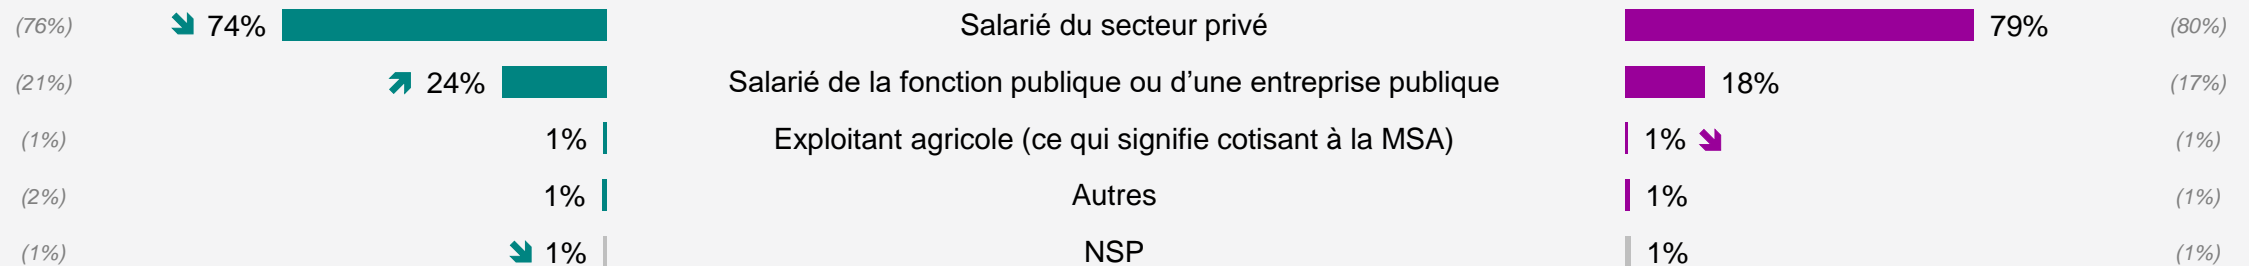 (76%) 74% Salarié du secteur privé 79% (80%)
(21%) 24% Salarié de la fonction publique ou d’une entreprise publique 18% (17%)
(1%) 1% Exploitant agricole (ce qui signifie cotisant à la MSA) 1% (1%)
(2%) 1% Autres 1% (1%)
(1%) 1% NSP 1% (1%)